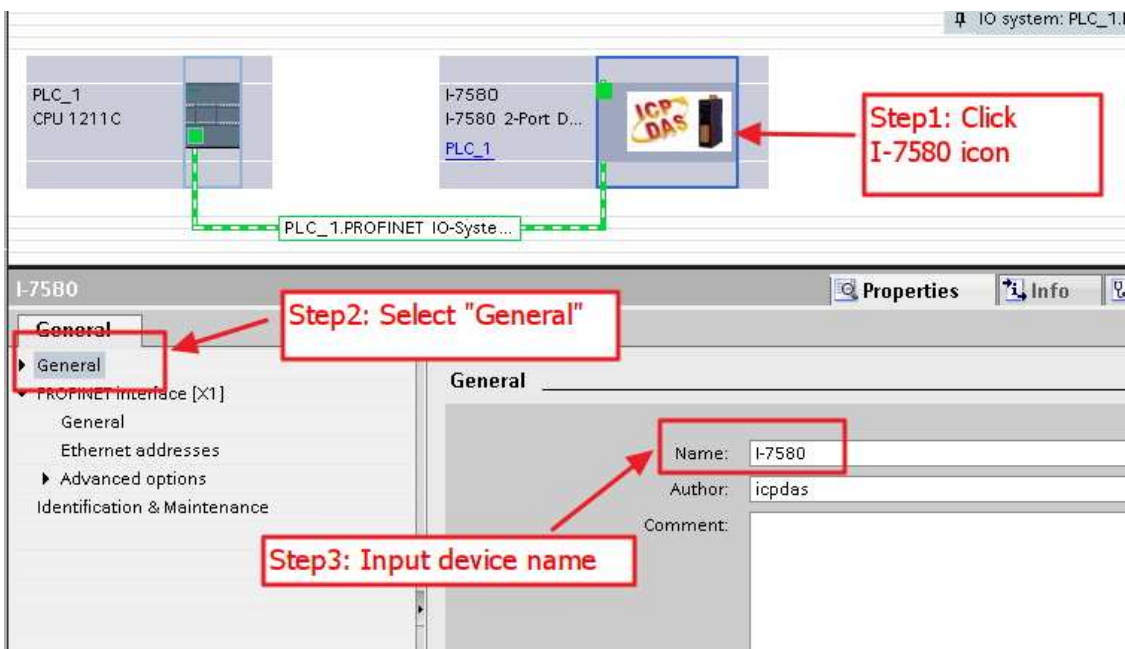 IO system: PLC_1.
PLC_1
CPU 1211C
I-7580
I-7580 2-Port D...
PLC_1
ICP
DAS
Step1: Click
I-7580 icon
PLC_1.PROFINET IO-Syste...
I-7580
Properties
Info
Step2: Select "General"
General
General
PROFINET interface [X1]
General
Ethernet addresses
Advanced options
Identification & Maintenance
General
Name: I-7580
Author: icpdas
Comment:
Step3: Input device name